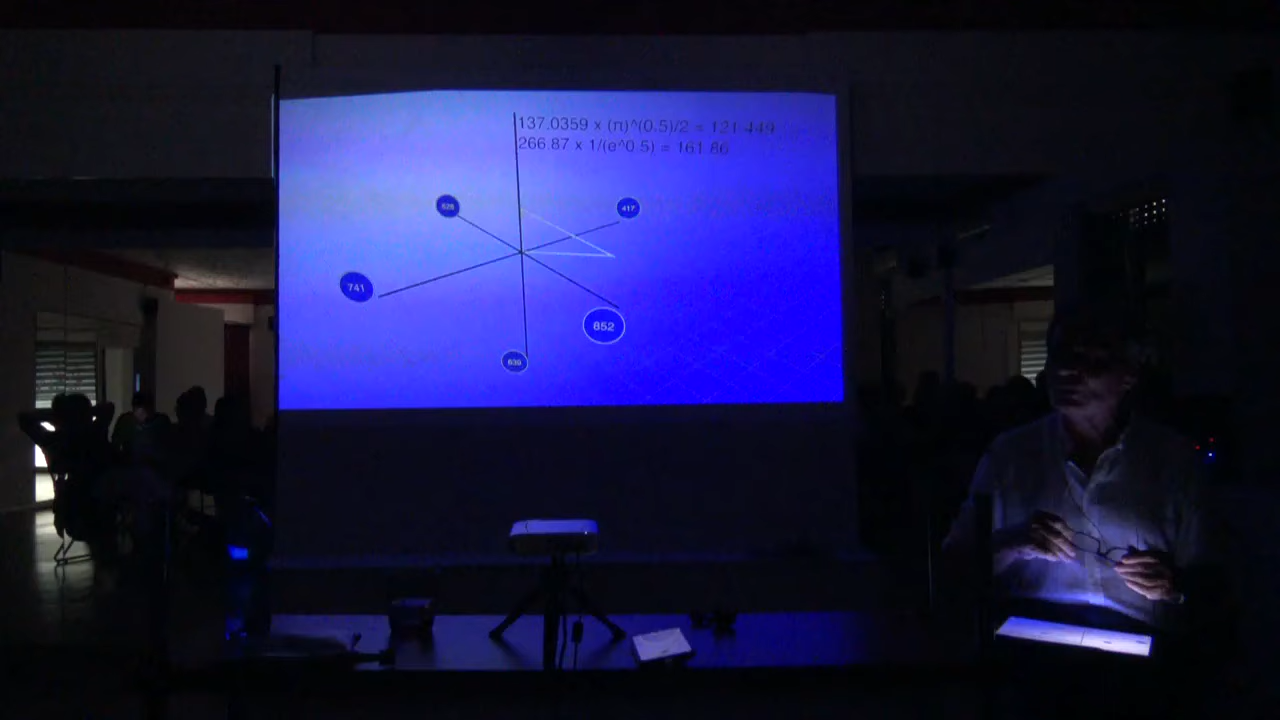 137.0359 x (π)^(0.5)/2 = 121.449
266.87 x 1/(e^0.5) = 161.86
528
417
741
852
639